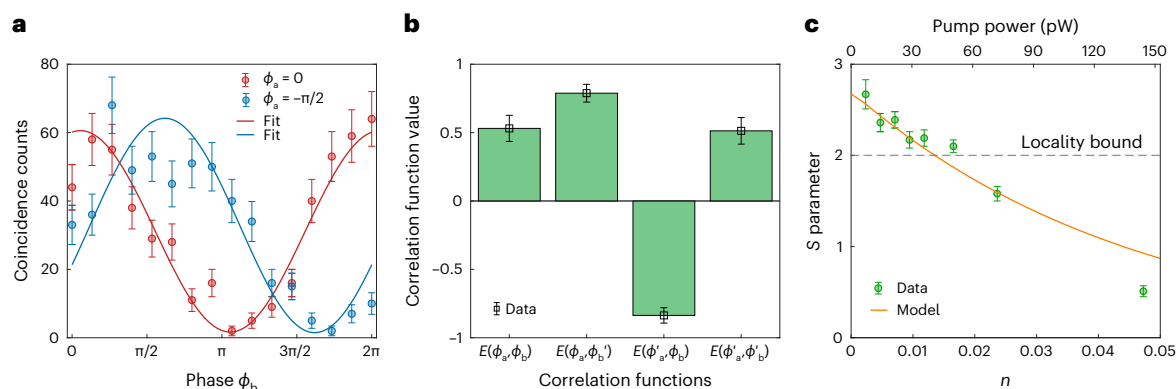 a
80
60
40
20
0
Coincidence counts
ϕa = 0
ϕa = −π/2
Fit
Fit
0
π/2
π
3π/2
2π
Phase ϕb
b
1
0.5
0
−0.5
−1
Correlation function value
Data
E(ϕa,ϕb)
E(ϕa,ϕb′)
E(ϕ′a,ϕb)
E(ϕ′a,ϕ′b)
Correlation functions
c
Pump power (pW)
0
30
60
90
120
150
3
2
1
0
S parameter
Locality bound
Data
Model
0
0.01
0.02
0.03
0.04
0.05
n